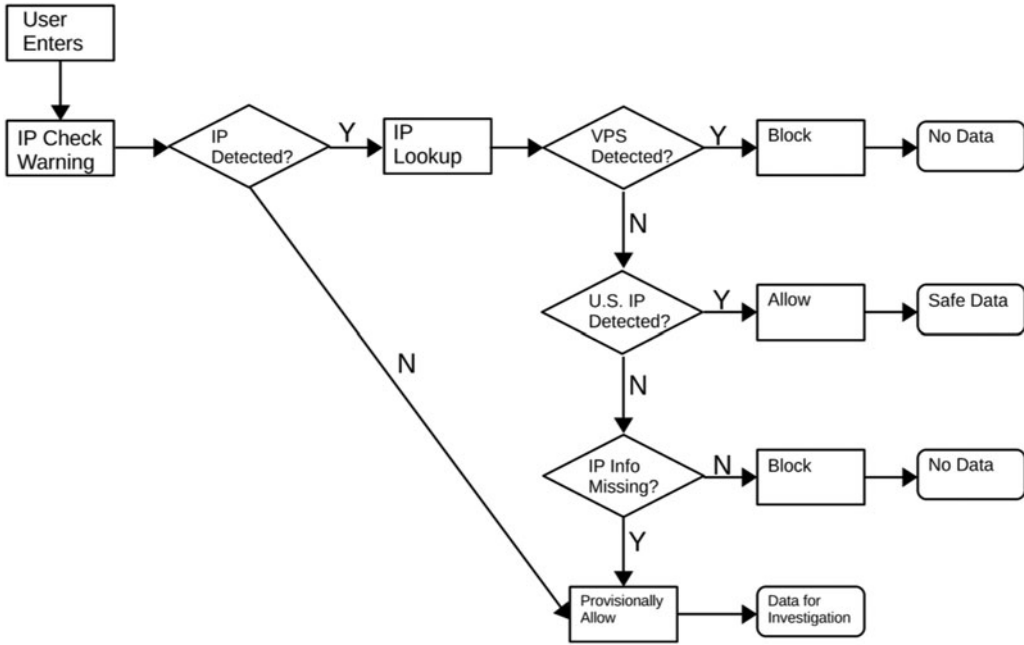 User
Enters
IP Check
Warning
IP
Detected?
Y
IP
Lookup
VPS
Detected?
Y
Block
No Data
N
U.S. IP
Detected?
Y
Allow
Safe Data
N
N
IP Info
Missing?
N
Block
No Data
Y
Provisionally
Allow
Data for
Investigation